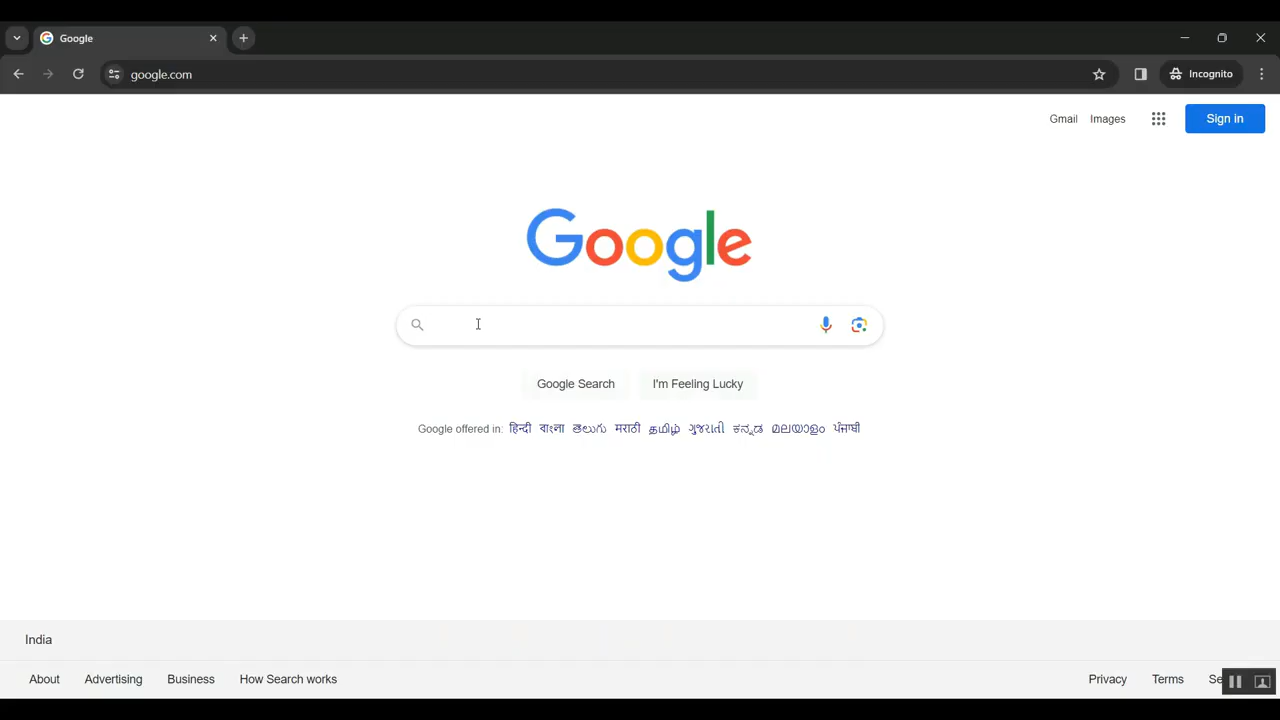 Google
google.com
Incognito
Gmail Images Sign in
Google
Google Search I'm Feeling Lucky
Google offered in: हिन्दी বাংলা తెలుగు मराठी தமிழ் ગુજરાતી ಕನ್ನಡ മലയാളം ਪੰਜਾਬੀ
India
About Advertising Business How Search works Privacy Terms Se